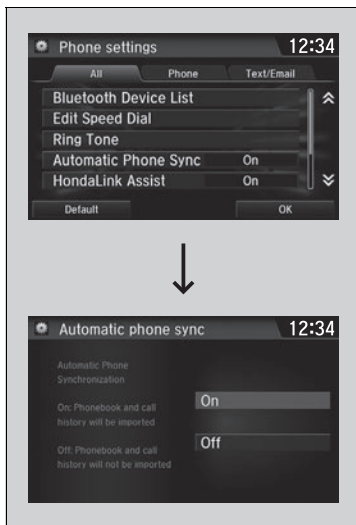 Phone settings 12:34
All Phone Text/Email
Bluetooth Device List
Edit Speed Dial
Ring Tone
Automatic Phone Sync On
HondaLink Assist On
Default OK
Automatic phone sync 12:34
Automatic Phone
Synchronization
On: Phonebook and call
history will be imported
Off: Phonebook and call
history will not be imported
On
Off